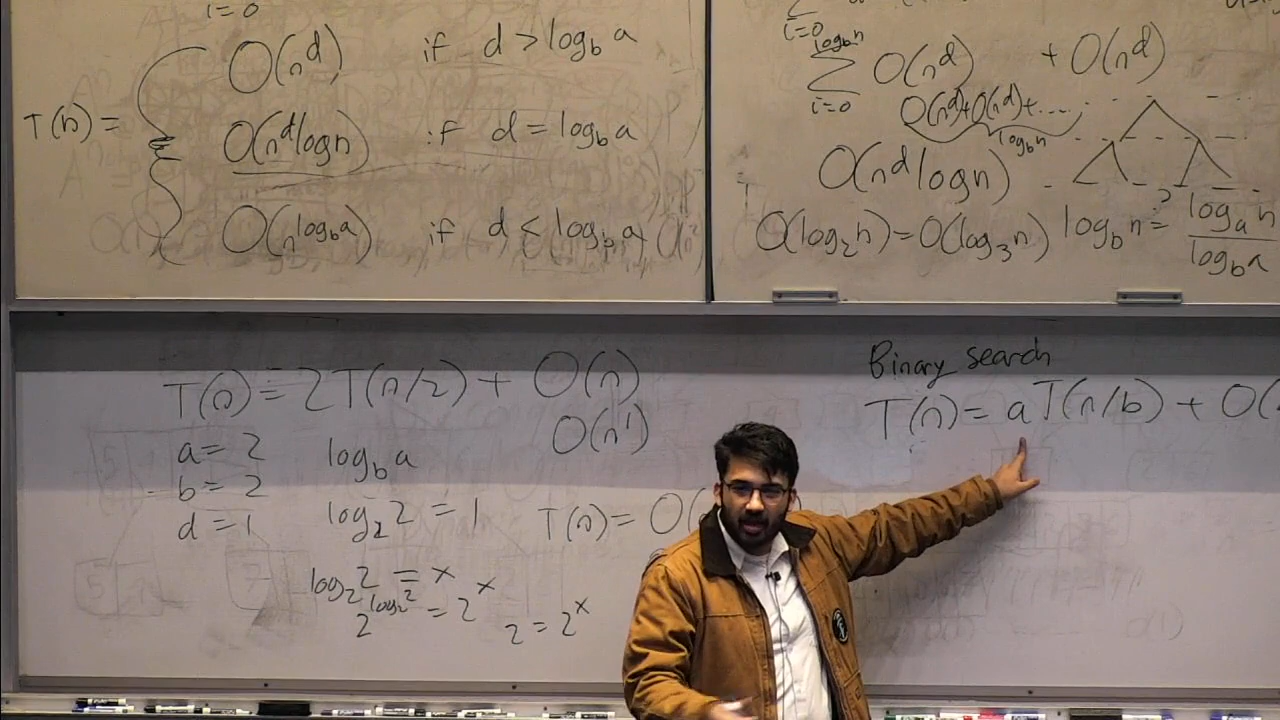 i=0
O(n^d) if d > log_b a
T(n) = O(n^d log n) if d = log_b a
O(n^{log_b a}) if d < log_b a
i=0
log_b n
∑ O(n^d) + O(n^d)
i=0
O(n^d)+O(n^d)+....
log_b n
O(n^d log n)
O(log_2 n) = O(log_3 n) log_b n =? log_a n / log_b a
T(n) = 2T(n/2) + O(n)
O(n^1)
a = 2 log_b a
b = 2
d = 1 log_2 2 = 1 T(n) = O(
log_2 2 = x
2^{log_2 2} = 2^x
2 = 2^x
Binary search
T(n) = aT(n/b) + O(